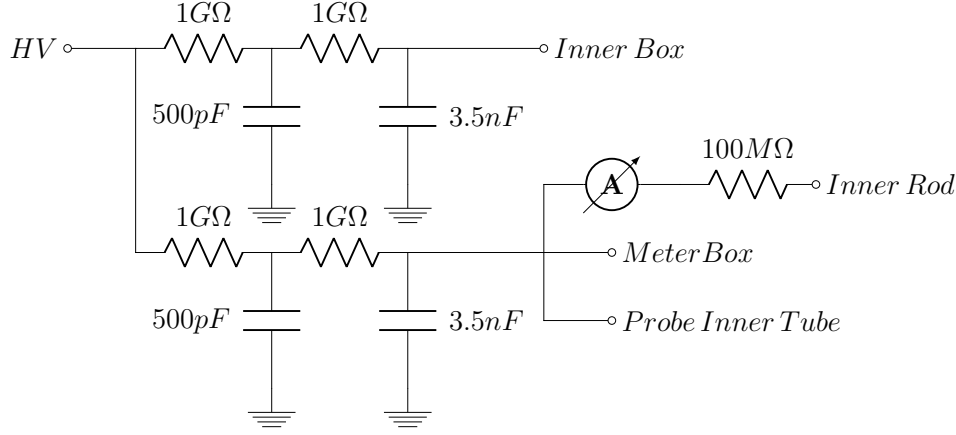 1GΩ 1GΩ
HV Inner Box
500pF 3.5nF
100MΩ
A Inner Rod
1GΩ 1GΩ
MeterBox
500pF 3.5nF Probe Inner Tube